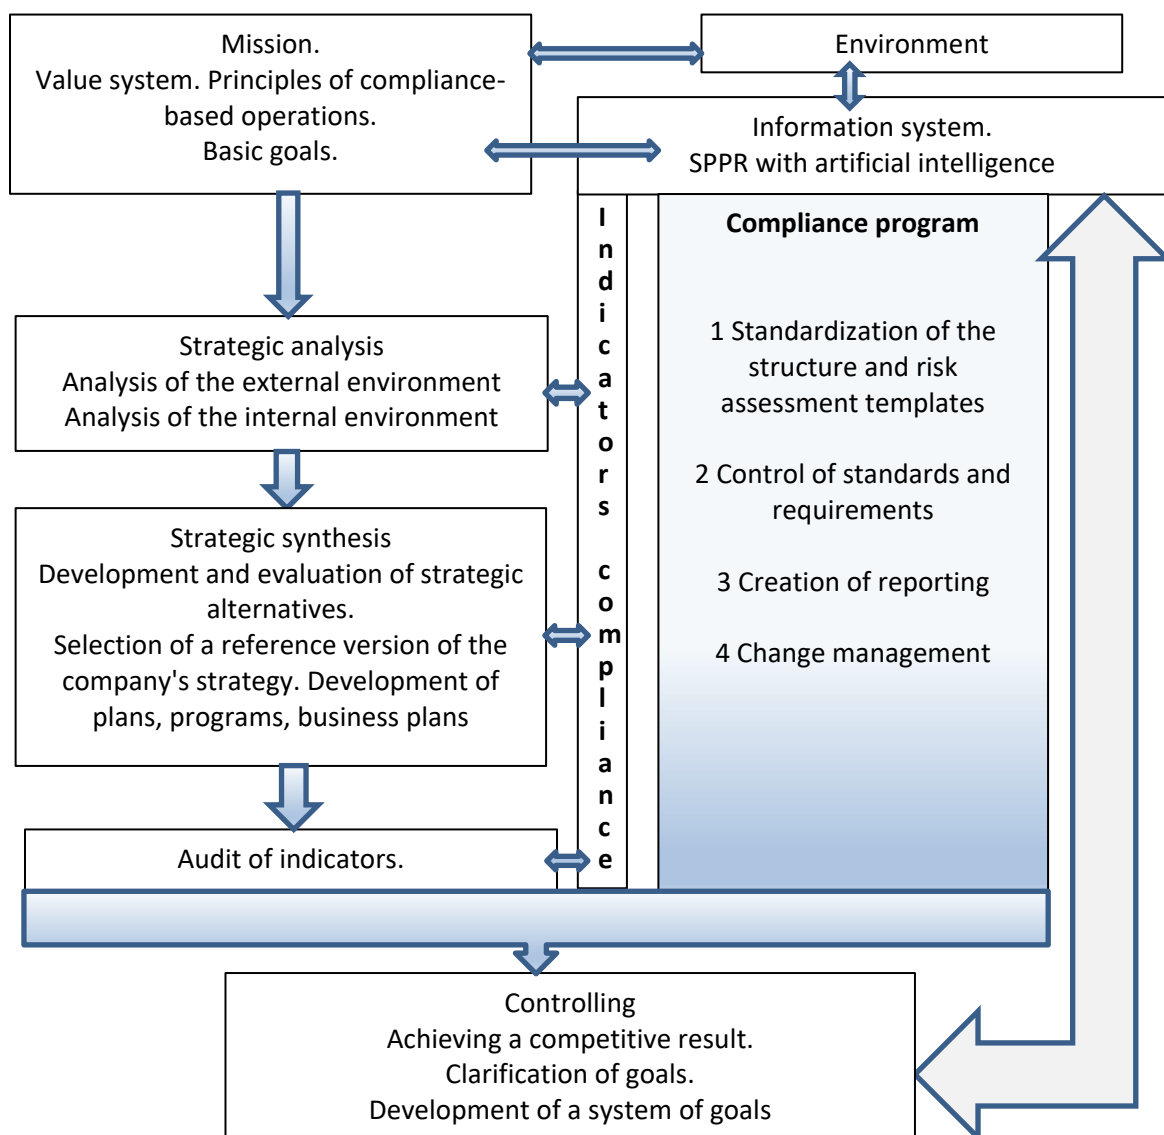 Mission.
Value system. Principles of compliance-
based operations.
Basic goals.
Environment
Information system.
SPPR with artificial intelligence
Indicators compliance
Compliance program
1 Standardization of the
structure and risk
assessment templates
2 Control of standards and
requirements
3 Creation of reporting
4 Change management
Strategic analysis
Analysis of the external environment
Analysis of the internal environment
Strategic synthesis
Development and evaluation of strategic
alternatives.
Selection of a reference version of the
company's strategy. Development of
plans, programs, business plans
Audit of indicators.
Controlling
Achieving a competitive result.
Clarification of goals.
Development of a system of goals